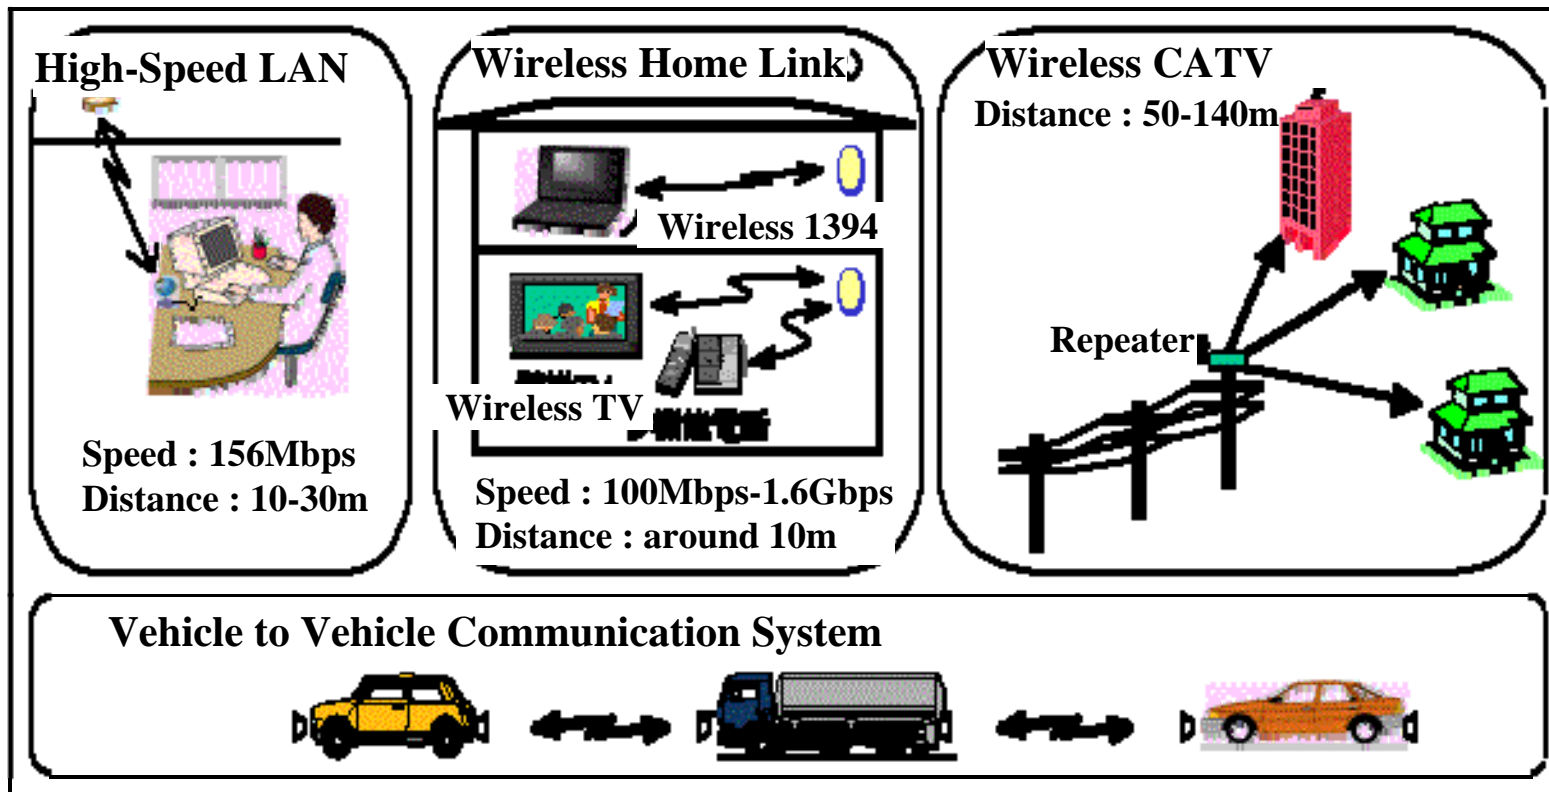 High-Speed LAN
Speed : 156Mbps
Distance : 10-30m
Wireless Home Link
Wireless 1394
Wireless TV
Speed : 100Mbps-1.6Gbps
Distance : around 10m
Wireless CATV
Distance : 50-140m
Repeater
Vehicle to Vehicle Communication System